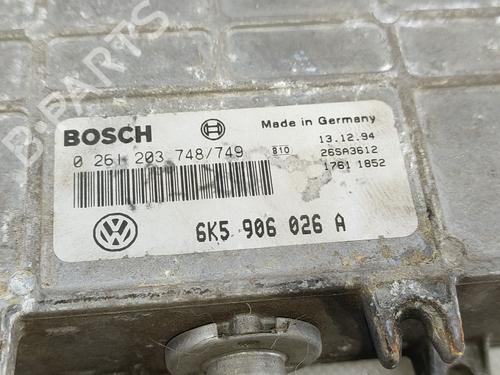 B-PARTS
BOSCH
Made in Germany
0 261 203 748/749
810
13.12.94
26SA3612
1761 1852
6K5 906 026 A